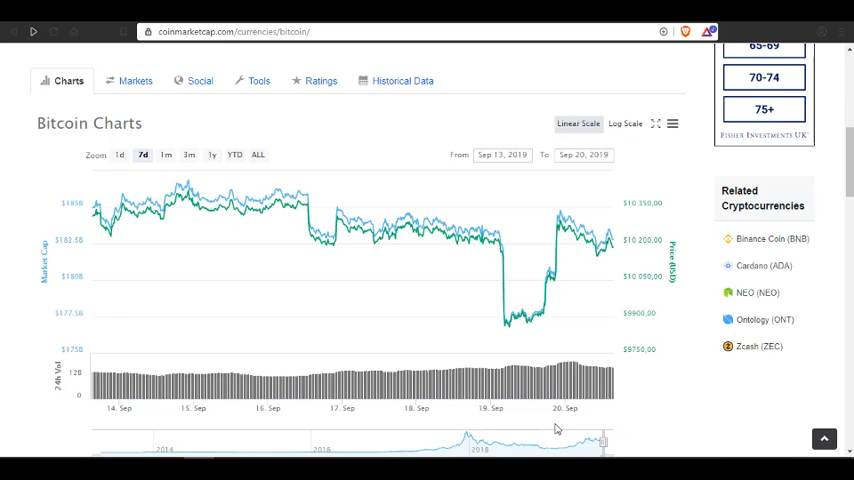 coinmarketcap.com/currencies/bitcoin/
65-69
70-74
75+
FISHER INVESTMENTS UK
Charts
Markets
Social
Tools
Ratings
Historical Data
Bitcoin Charts
Linear Scale
Log Scale
Zoom 1d 7d 1m 3m 1y YTD ALL
From Sep 13, 2019 To Sep 20, 2019
$185B
$182.5B
$180B
$177.5B
$175B
Market Cap
$10 350,00
$10 200,00
$10 050,00
$9900,00
$9750,00
Price (USD)
24h Vol
12B
0
14. Sep 15. Sep 16. Sep 17. Sep 18. Sep 19. Sep 20. Sep
2014 2016 2018
Related
Cryptocurrencies
Binance Coin (BNB)
Cardano (ADA)
NEO (NEO)
Ontology (ONT)
Zcash (ZEC)